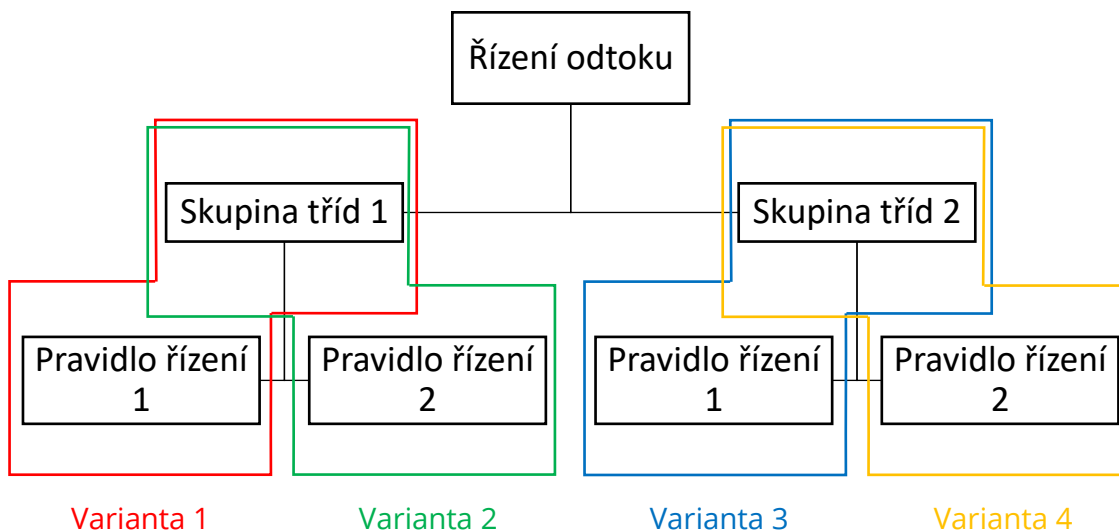 Řízení odtoku
Skupina tříd 1
Skupina tříd 2
Pravidlo řízení
1
Pravidlo řízení
2
Pravidlo řízení
1
Pravidlo řízení
2
Varianta 1
Varianta 2
Varianta 3
Varianta 4